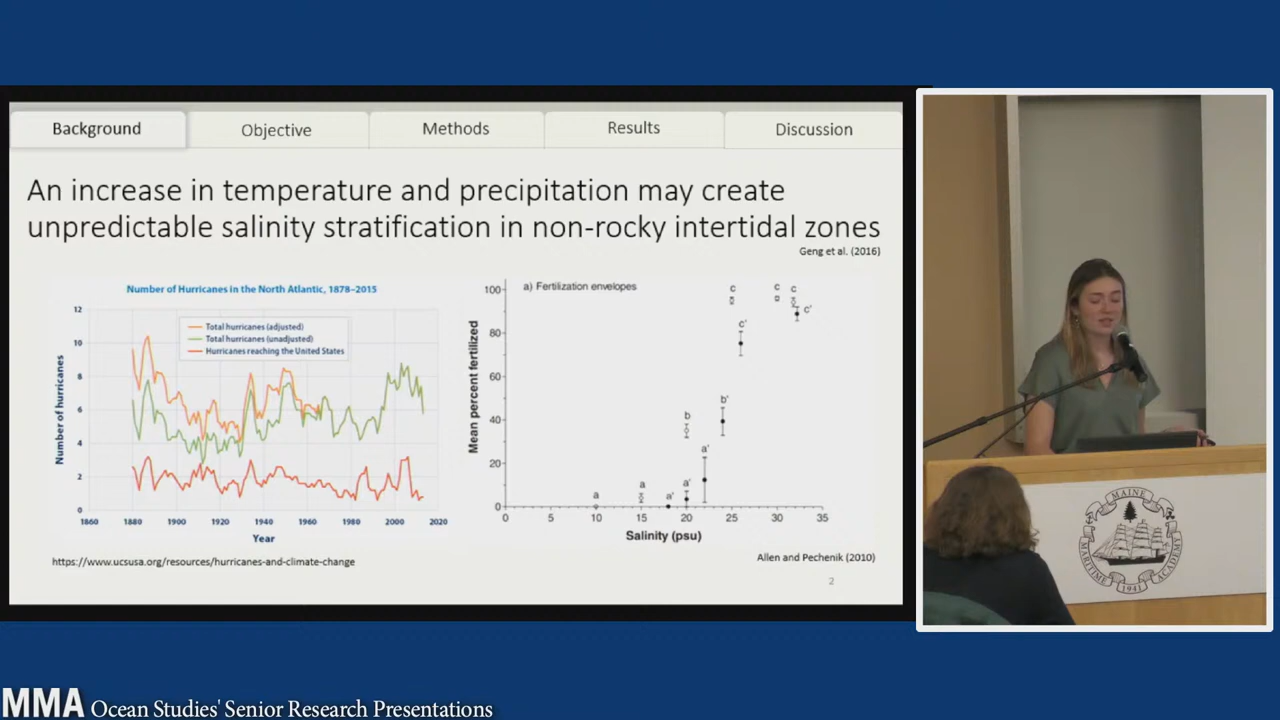 Background
Objective
Methods
Results
Discussion
An increase in temperature and precipitation may create
unpredictable salinity stratification in non-rocky intertidal zones
Geng et al. (2016)
Number of Hurricanes in the North Atlantic, 1878–2015
12
10
8
6
4
2
0
Number of hurricanes
Total hurricanes (adjusted)
Total hurricanes (unadjusted)
Hurricanes reaching the United States
1860
1880
1900
1920
1940
1960
1980
2000
2020
Year
https://www.ucsusa.org/resources/hurricanes-and-climate-change
a) Fertilization envelopes
100
80
60
40
20
0
Mean percent fertilized
a
a
a'
a'
b
a'
b'
c
c'
c
c
c'
0
5
10
15
20
25
30
35
Salinity (psu)
Allen and Pechenik (2010)
2
MAINE
MARITIME
ACADEMY
1941
MMA Ocean Studies' Senior Research Presentations